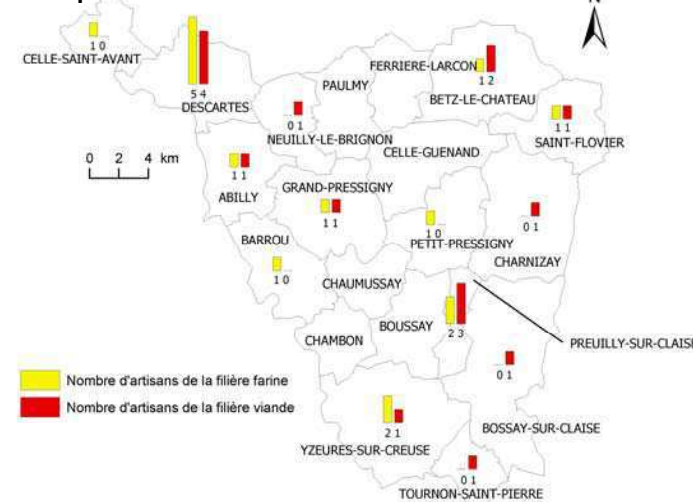 N
1 0
CELLE-SAINT-AVANT
5 4
DESCARTES
PAULMY
FERRIERE-LARCON
1 2
BETZ-LE-CHATEAU
0 1
NEUILLY-LE-BRIGNON
1 1
SAINT-FLOVIER
CELLE-GUENAND
0 2 4 km
1 1
ABILLY
GRAND-PRESSIGNY
1 1
1 0
PETIT-PRESSIGNY
0 1
CHARNIZAY
BARROU
1 0
CHAUMUSSAY
BOUSSAY
2 3
CHAMBON
PREUILLY-SUR-CLAISE
0 1
Nombre d'artisans de la filière farine
Nombre d'artisans de la filière viande
2 1
YZEURES-SUR-CREUSE
BOSSAY-SUR-CLAISE
0 1
TOURNON-SAINT-PIERRE